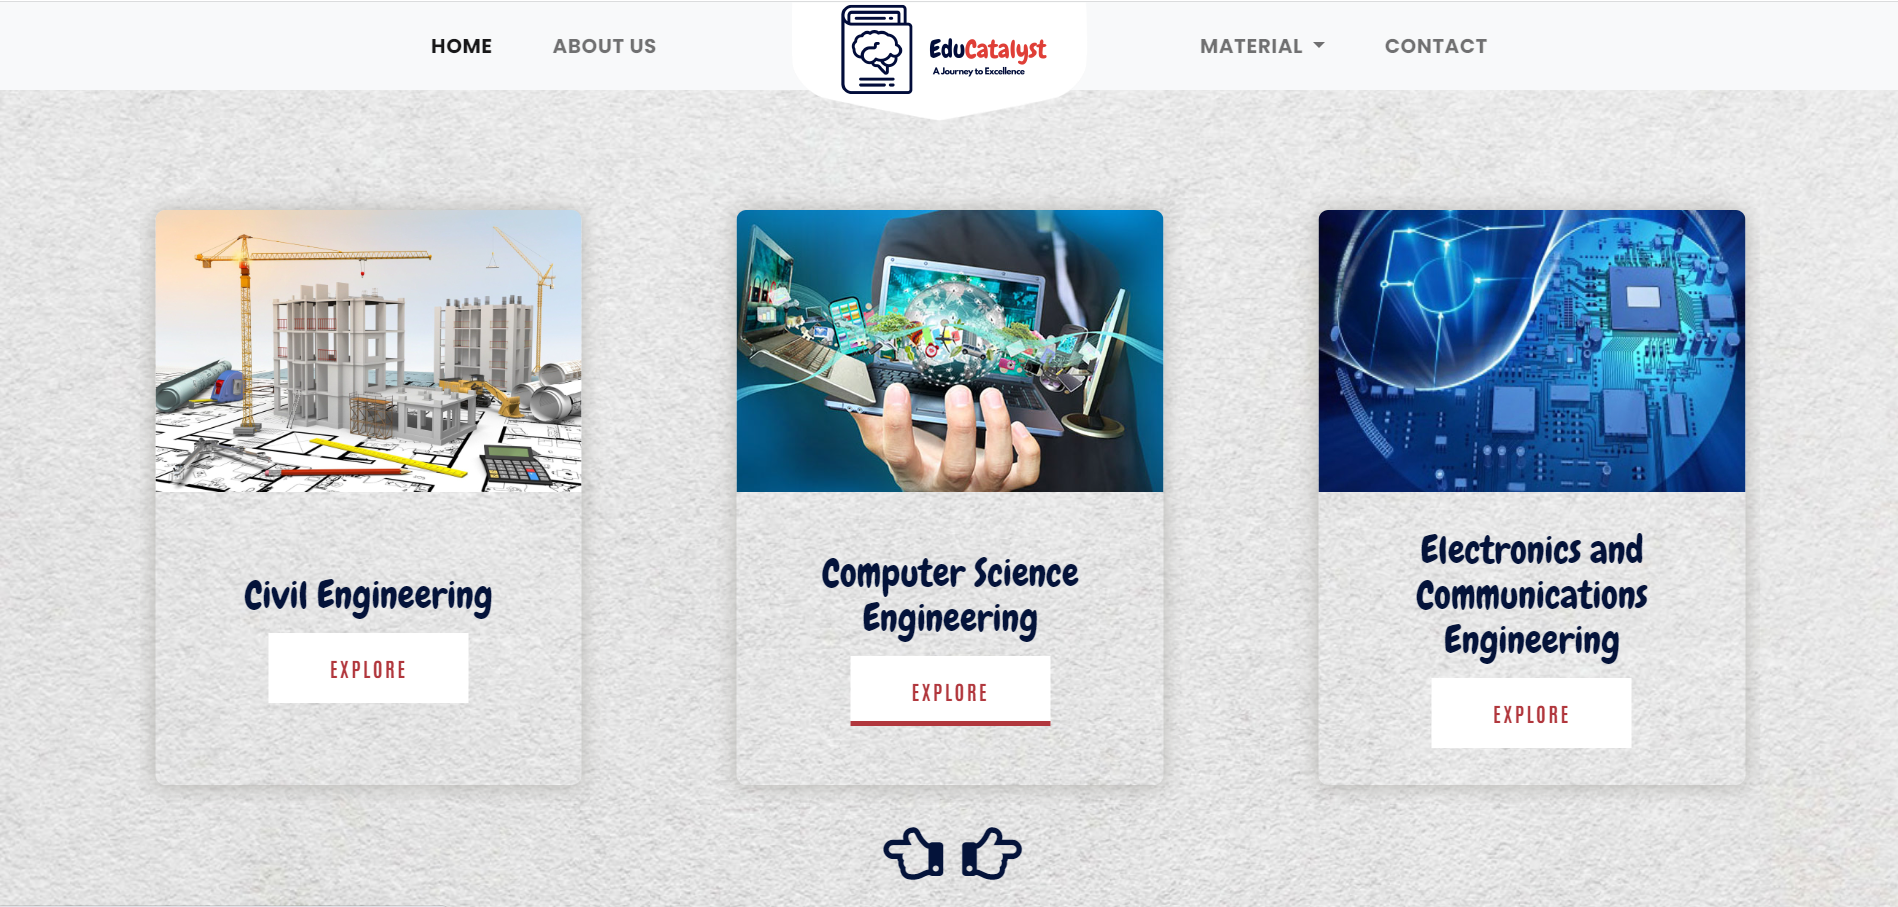 HOME
ABOUT US
EduCatalyst
A Journey to Excellence
MATERIAL
CONTACT
Civil Engineering
EXPLORE
Computer Science
Engineering
EXPLORE
Electronics and
Communications
Engineering
EXPLORE